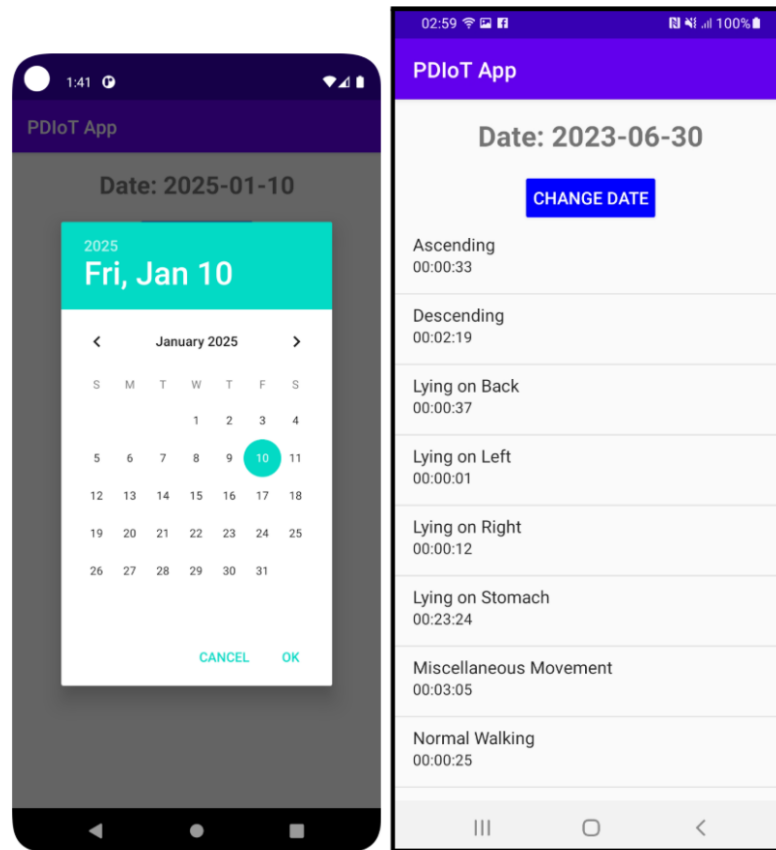 1:41
PDIoT App
Date: 2025-01-10
2025
Fri, Jan 10
January 2025
S M T W T F S
1 2 3 4
5 6 7 8 9 10 11
12 13 14 15 16 17 18
19 20 21 22 23 24 25
26 27 28 29 30 31
CANCEL OK
02:59 100%
PDIoT App
Date: 2023-06-30
CHANGE DATE
Ascending
00:00:33
Descending
00:02:19
Lying on Back
00:00:37
Lying on Left
00:00:01
Lying on Right
00:00:12
Lying on Stomach
00:23:24
Miscellaneous Movement
00:03:05
Normal Walking
00:00:25